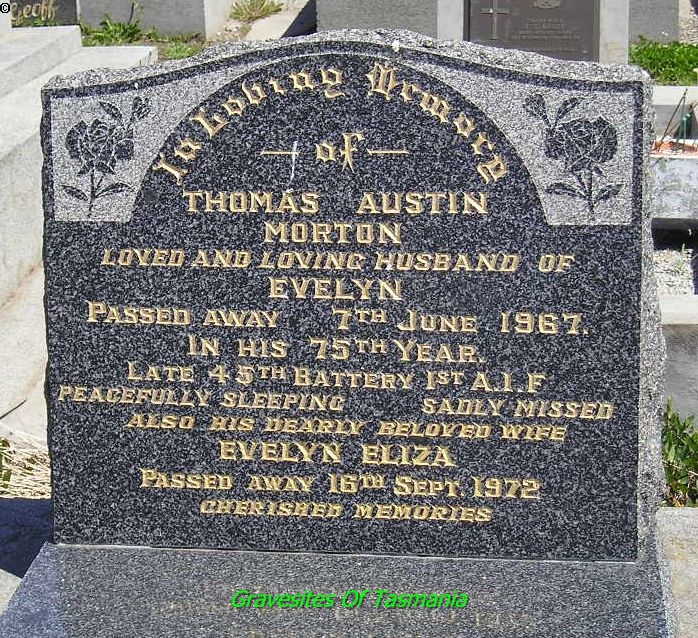 ©
In Loving Memory
of
THOMAS AUSTIN
MORTON
LOVED AND LOVING HUSBAND OF
EVELYN
PASSED AWAY 7TH JUNE 1967.
IN HIS 75TH YEAR.
LATE 45TH BATTERY 1ST A.I.F
PEACEFULLY SLEEPING SADLY MISSED
ALSO HIS DEARLY BELOVED WIFE
EVELYN ELIZA
PASSED AWAY 16TH SEPT. 1972
CHERISHED MEMORIES
Gravesites Of Tasmania